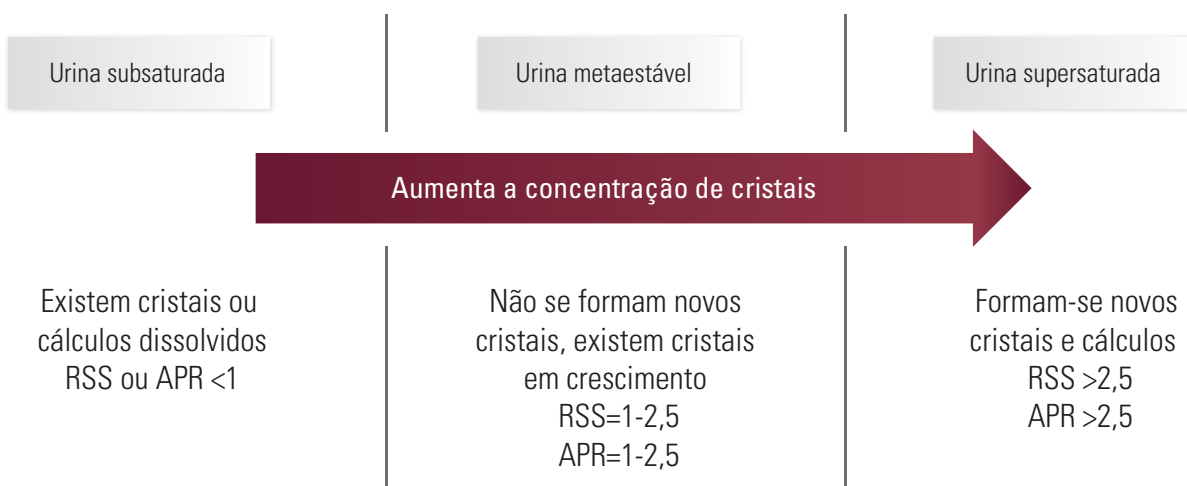 Urina subsaturada
Urina metaestável
Urina supersaturada
Aumenta a concentração de cristais
Existem cristais ou
cálculos dissolvidos
RSS ou APR <1
Não se formam novos
cristais, existem cristais
em crescimento
RSS=1-2,5
APR=1-2,5
Formam-se novos
cristais e cálculos
RSS >2,5
APR >2,5